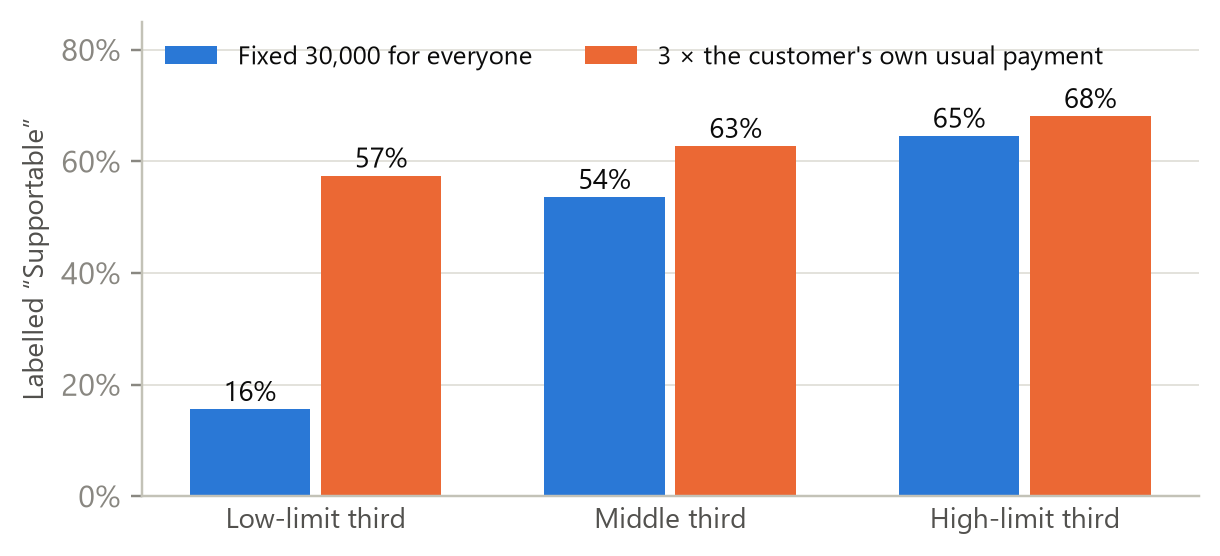 Labelled “Supportable”
80%
60%
40%
20%
0%
Fixed 30,000 for everyone
3 × the customer's own usual payment
16%
57%
54%
63%
65%
68%
Low-limit third
Middle third
High-limit third